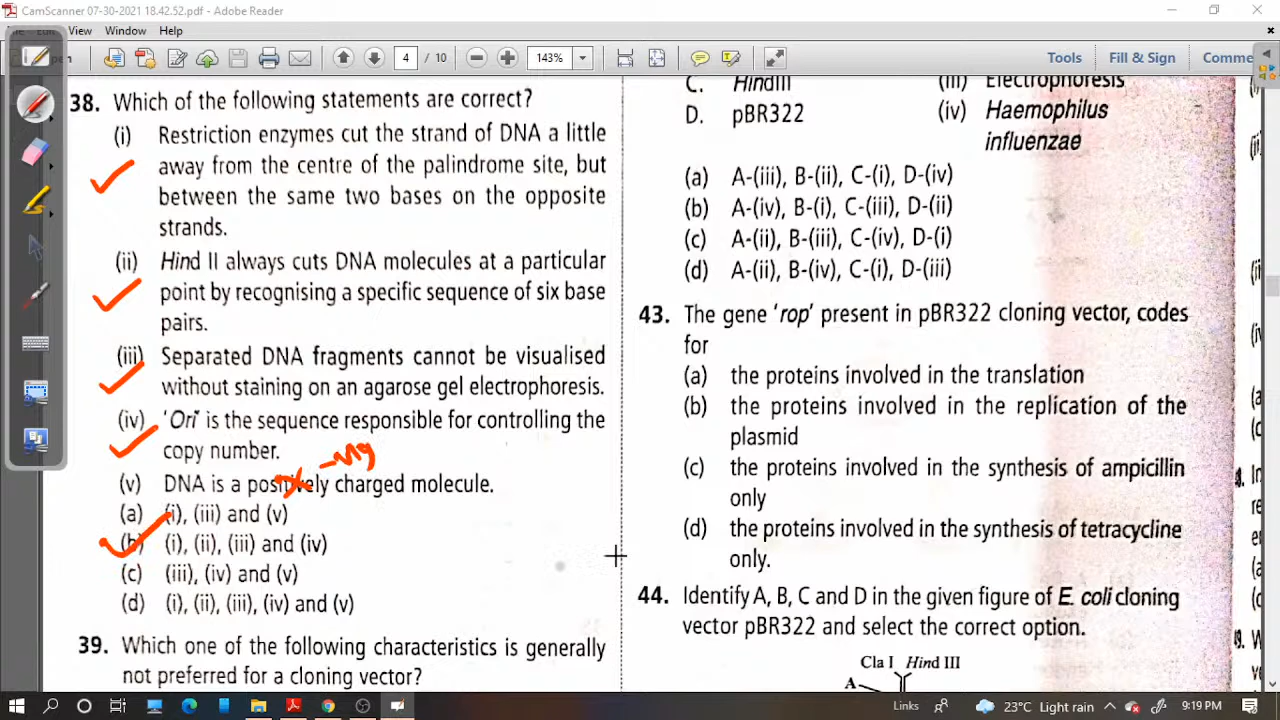 CamScanner 07-30-2021 18.42.52.pdf - Adobe Reader
View Window Help
4 / 10 143% Tools Fill & Sign Comme
38. Which of the following statements are correct?
(i) Restriction enzymes cut the strand of DNA a little
away from the centre of the palindrome site, but
between the same two bases on the opposite
strands.
(ii) Hind II always cuts DNA molecules at a particular
point by recognising a specific sequence of six base
pairs.
(iii) Separated DNA fragments cannot be visualised
without staining on an agarose gel electrophoresis.
(iv) 'Ori' is the sequence responsible for controlling the
copy number.
(v) DNA is a positively charged molecule.
(a) (i), (iii) and (v)
(b) (i), (ii), (iii) and (iv)
(c) (iii), (iv) and (v)
(d) (i), (ii), (iii), (iv) and (v)
39. Which one of the following characteristics is generally
not preferred for a cloning vector?
C. HindIII (iii) Electrophoresis
D. pBR322 (iv) Haemophilus
influenzae
(a) A-(iii), B-(ii), C-(i), D-(iv)
(b) A-(iv), B-(i), C-(iii), D-(ii)
(c) A-(ii), B-(iii), C-(iv), D-(i)
(d) A-(ii), B-(iv), C-(i), D-(iii)
43. The gene 'rop' present in pBR322 cloning vector, codes
for
(a) the proteins involved in the translation
(b) the proteins involved in the replication of the
plasmid
(c) the proteins involved in the synthesis of ampicillin
only
(d) the proteins involved in the synthesis of tetracycline
only.
44. Identify A, B, C and D in the given figure of E. coli cloning
vector pBR322 and select the correct option.
Cla I Hind III
A
Links 23°C Light rain 9:19 PM